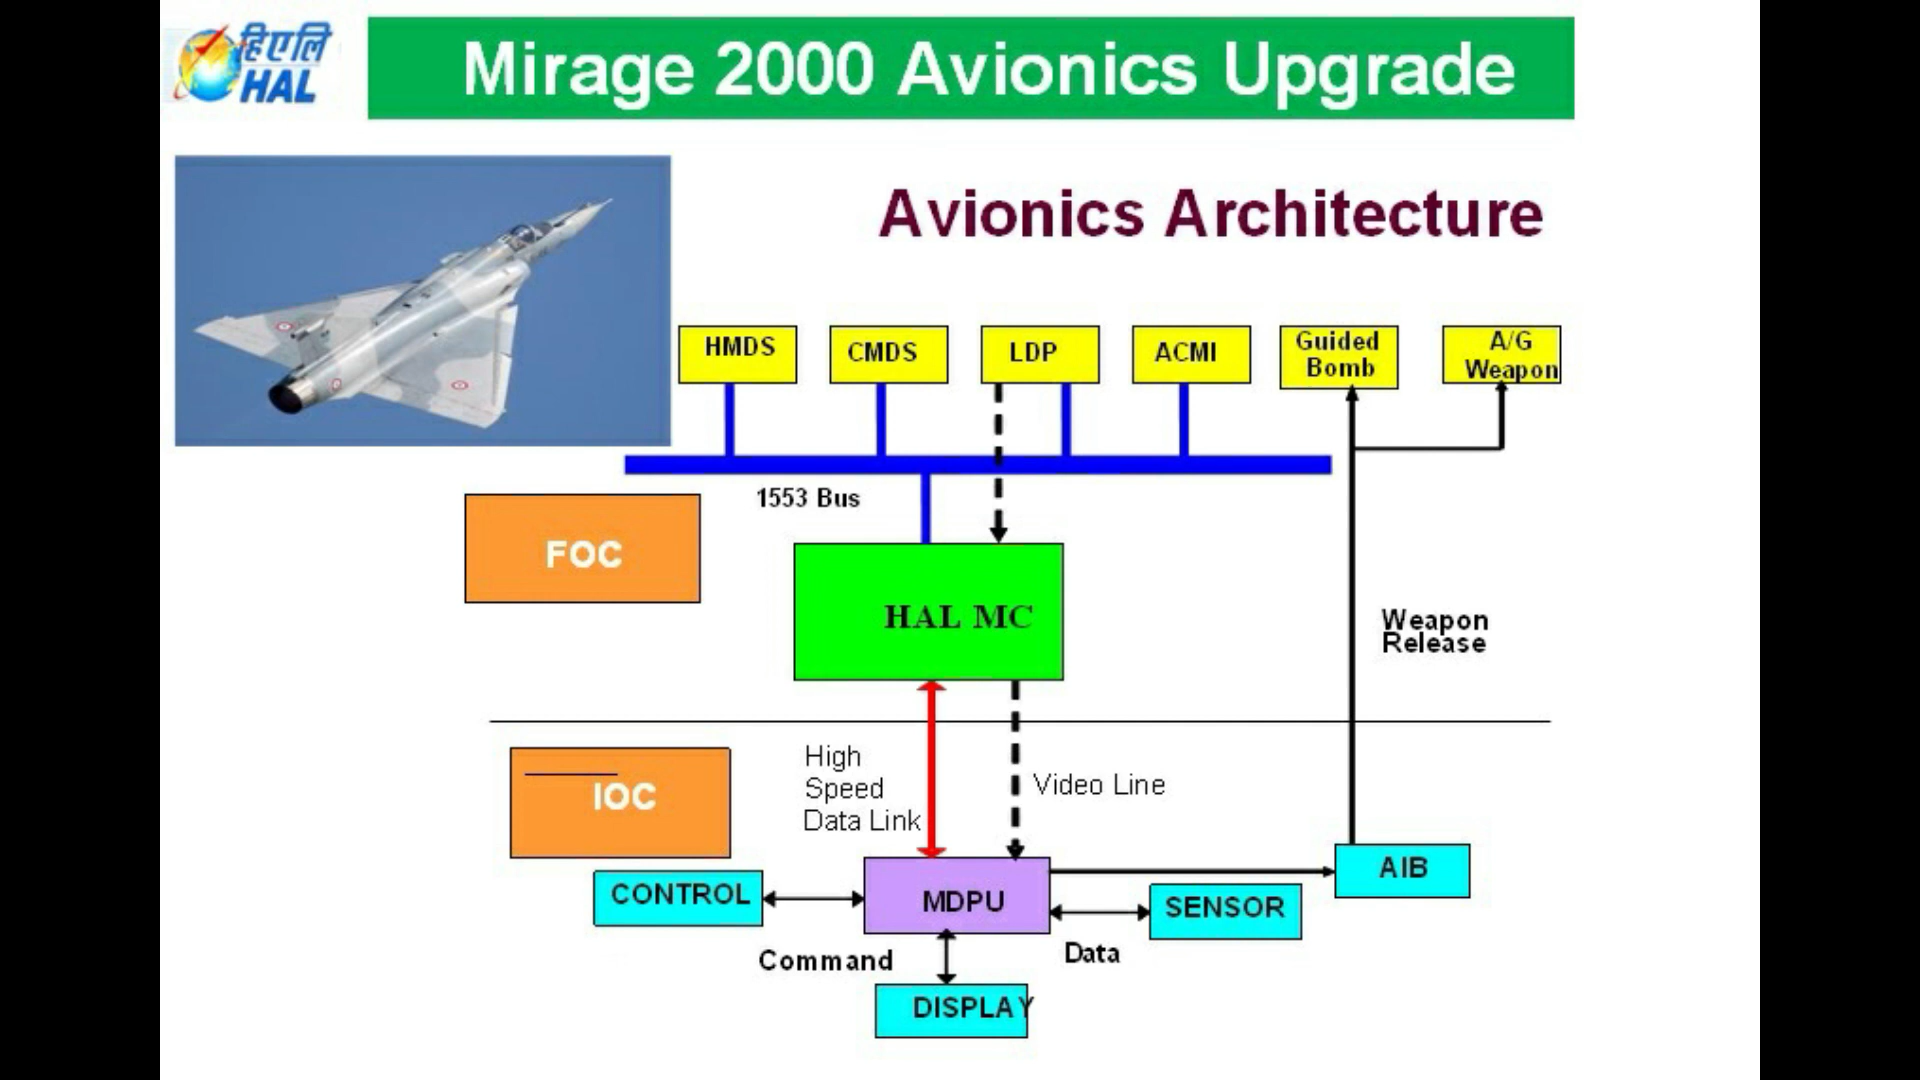 हिएलि
HAL
Mirage 2000 Avionics Upgrade
Avionics Architecture
HMDS
CMDS
LDP
ACMI
Guided
Bomb
A/G
Weapon
1553 Bus
FOC
HAL MC
Weapon
Release
High
Speed
Data Link
Video Line
IOC
CONTROL
MDPU
AIB
SENSOR
Command
Data
DISPLAY